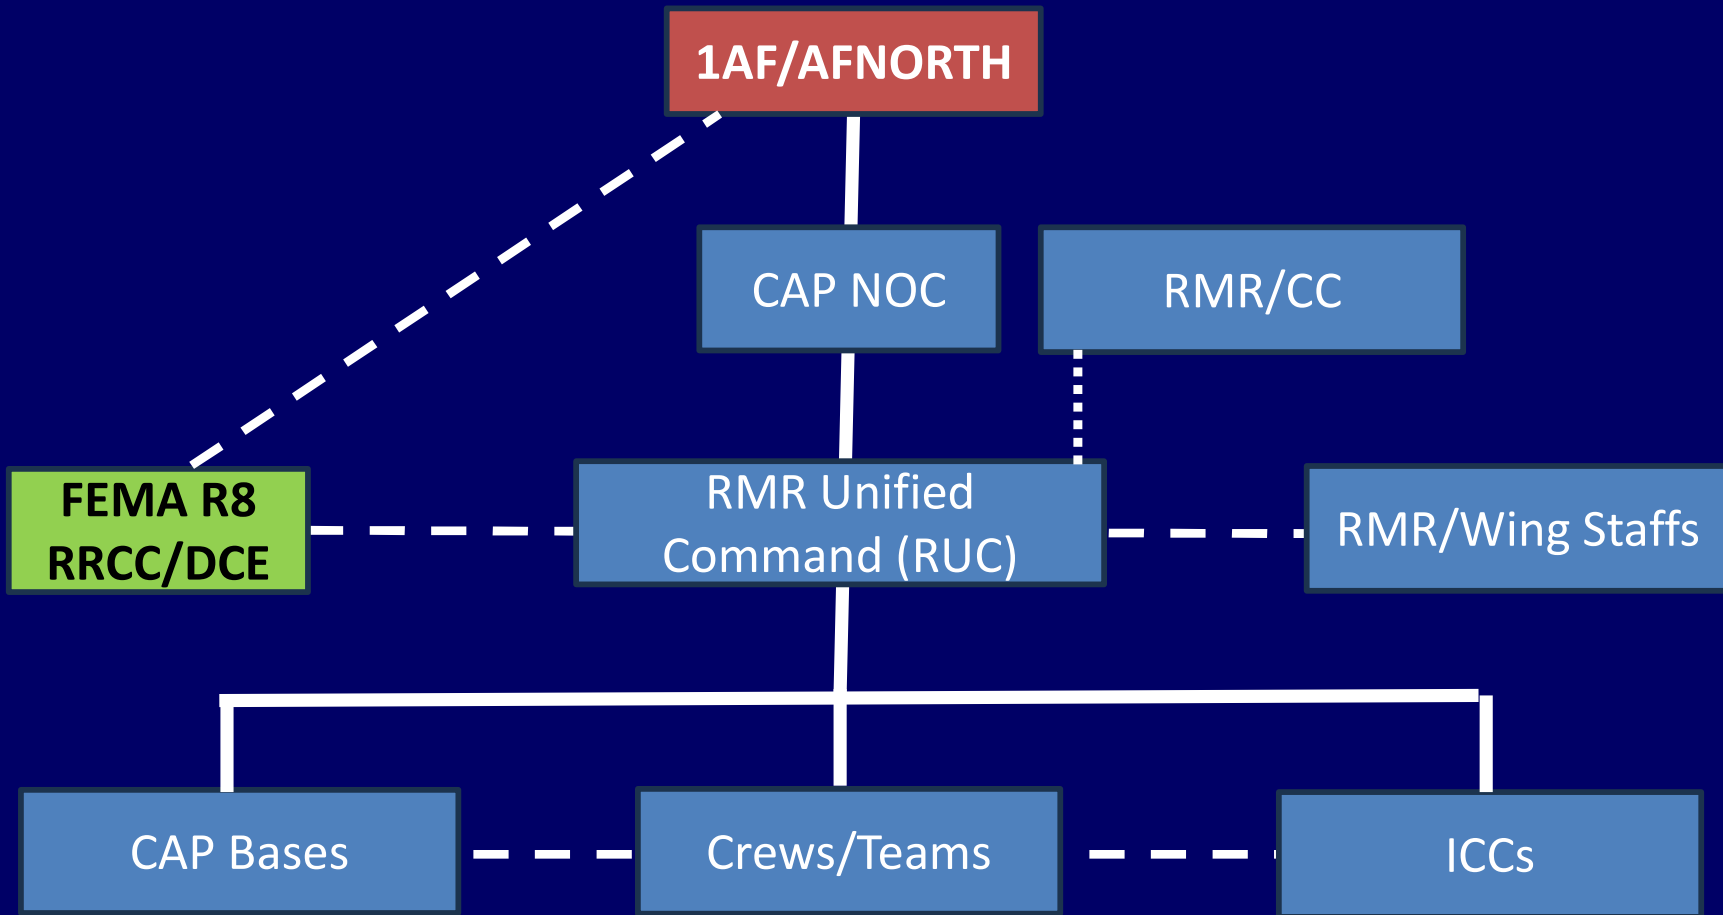 1AF/AFNORTH
CAP NOC
RMR/CC
FEMA R8
RRCC/DCE
RMR Unified
Command (RUC)
RMR/Wing Staffs
CAP Bases
Crews/Teams
ICCs